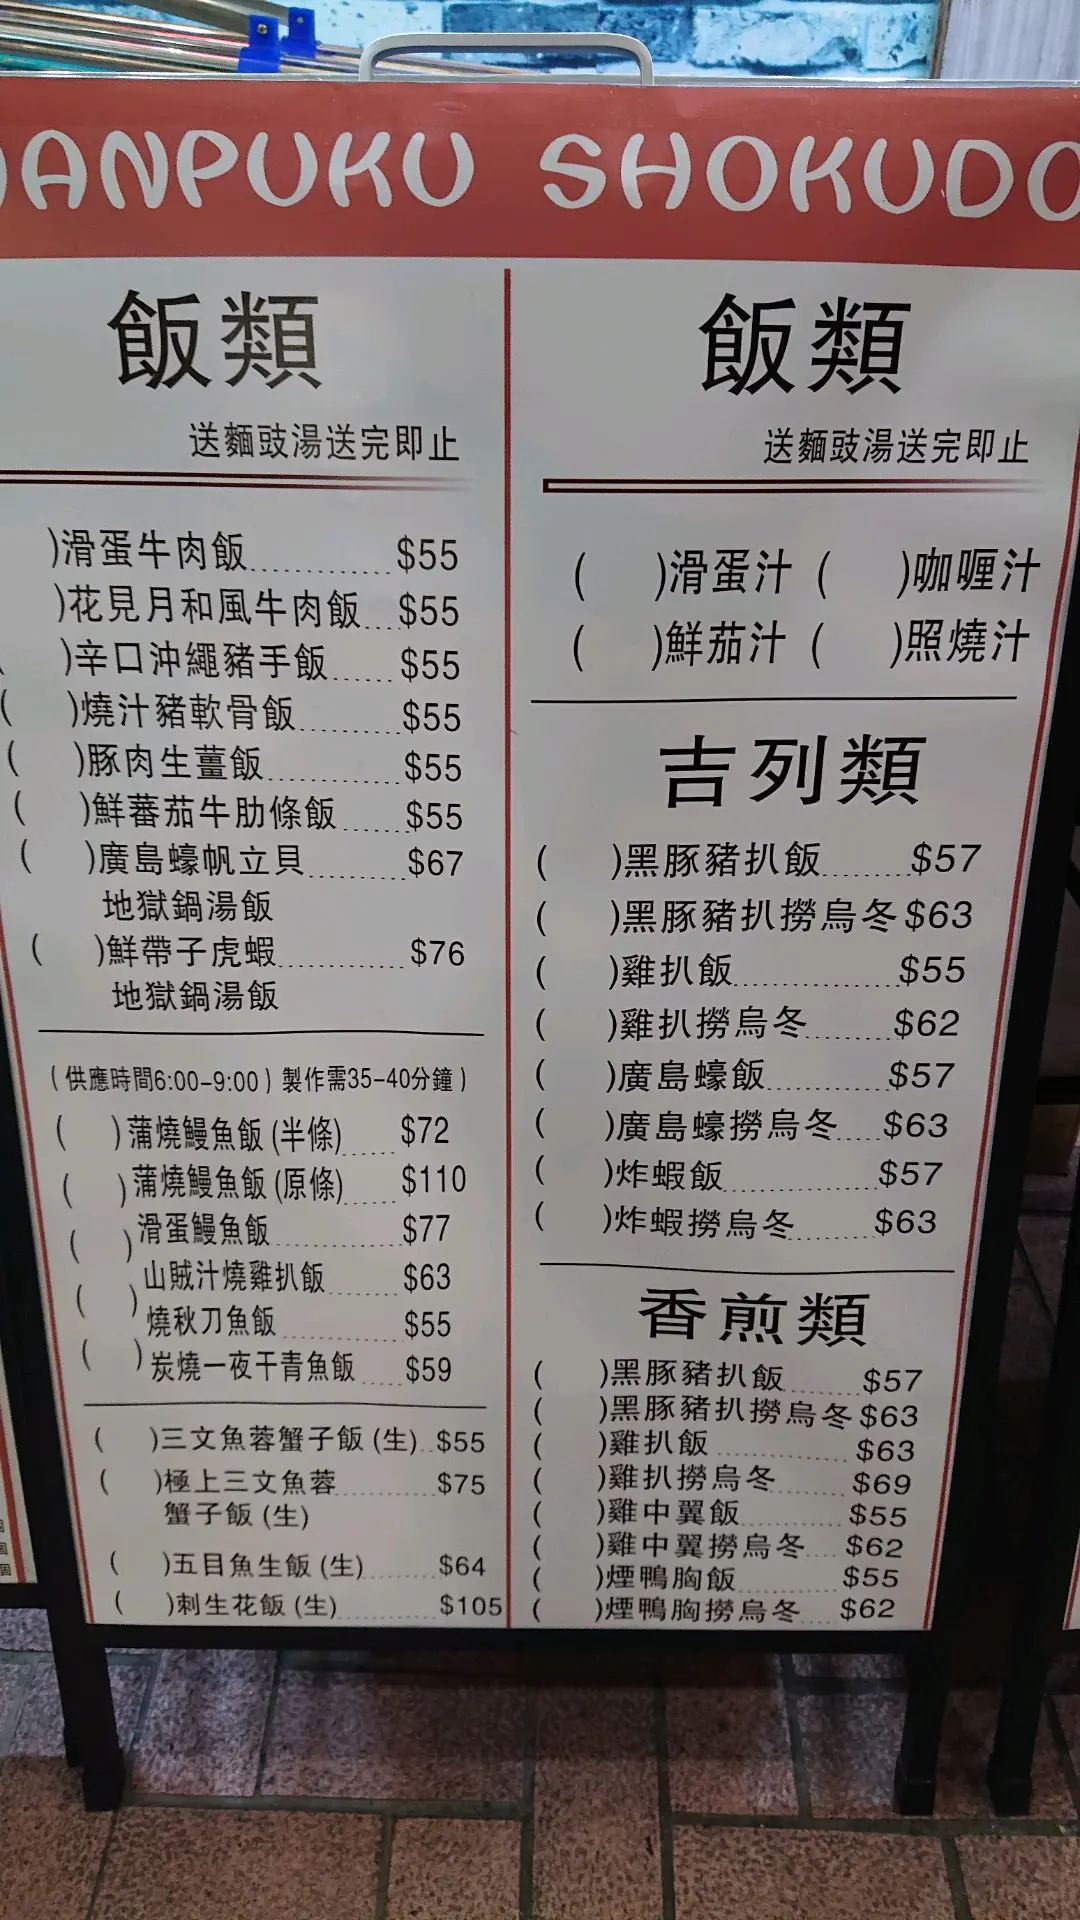 ANPUKU SHOKUDO
飯類
送麵豉湯送完即止
)滑蛋牛肉飯 $55
)花見月和風牛肉飯 $55
( )辛口沖繩豬手飯 $55
( )燒汁豬軟骨飯 $55
( )豚肉生薑飯 $55
( )鮮蕃茄牛肋條飯 $55
( )廣島蠔帆立貝 $67
地獄鍋湯飯
( )鮮帶子虎蝦 $76
地獄鍋湯飯
(供應時間6:00-9:00)製作需35-40分鐘)
( )蒲燒鰻魚飯(半條) $72
( )蒲燒鰻魚飯(原條) $110
( )滑蛋鰻魚飯 $77
( )山賊汁燒雞扒飯 $63
( )燒秋刀魚飯 $55
( )炭燒一夜干青魚飯 $59
( )三文魚蓉蟹子飯(生) $55
( )極上三文魚蓉 $75
蟹子飯(生)
( )五目魚生飯(生) $64
( )刺生花飯(生) $105
飯類
送麵豉湯送完即止
( )滑蛋汁 ( )咖喱汁
( )鮮茄汁 ( )照燒汁
吉列類
( )黑豚豬扒飯 $57
( )黑豚豬扒撈烏冬 $63
( )雞扒飯 $55
( )雞扒撈烏冬 $62
( )廣島蠔飯 $57
( )廣島蠔撈烏冬 $63
( )炸蝦飯 $57
( )炸蝦撈烏冬 $63
香煎類
( )黑豚豬扒飯 $57
( )黑豚豬扒撈烏冬 $63
( )雞扒飯 $63
( )雞扒撈烏冬 $69
( )雞中翼飯 $55
( )雞中翼撈烏冬 $62
( )煙鴨胸飯 $55
( )煙鴨胸撈烏冬 $62
個
個
個